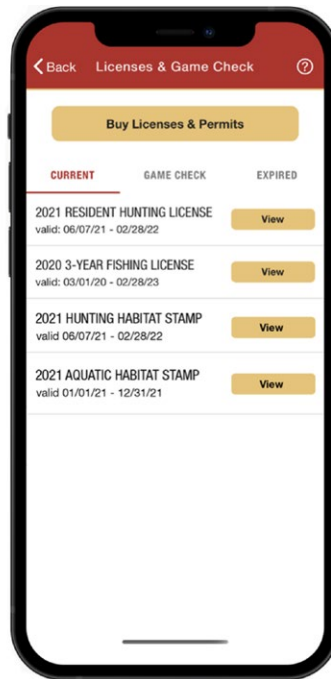 Back Licenses & Game Check ?
Buy Licenses & Permits
CURRENT GAME CHECK EXPIRED
2021 RESIDENT HUNTING LICENSE
valid: 06/07/21 - 02/28/22
View
2020 3-YEAR FISHING LICENSE
valid: 03/01/20 - 02/28/23
View
2021 HUNTING HABITAT STAMP
valid 06/07/21 - 02/28/22
View
2021 AQUATIC HABITAT STAMP
valid 01/01/21 - 12/31/21
View